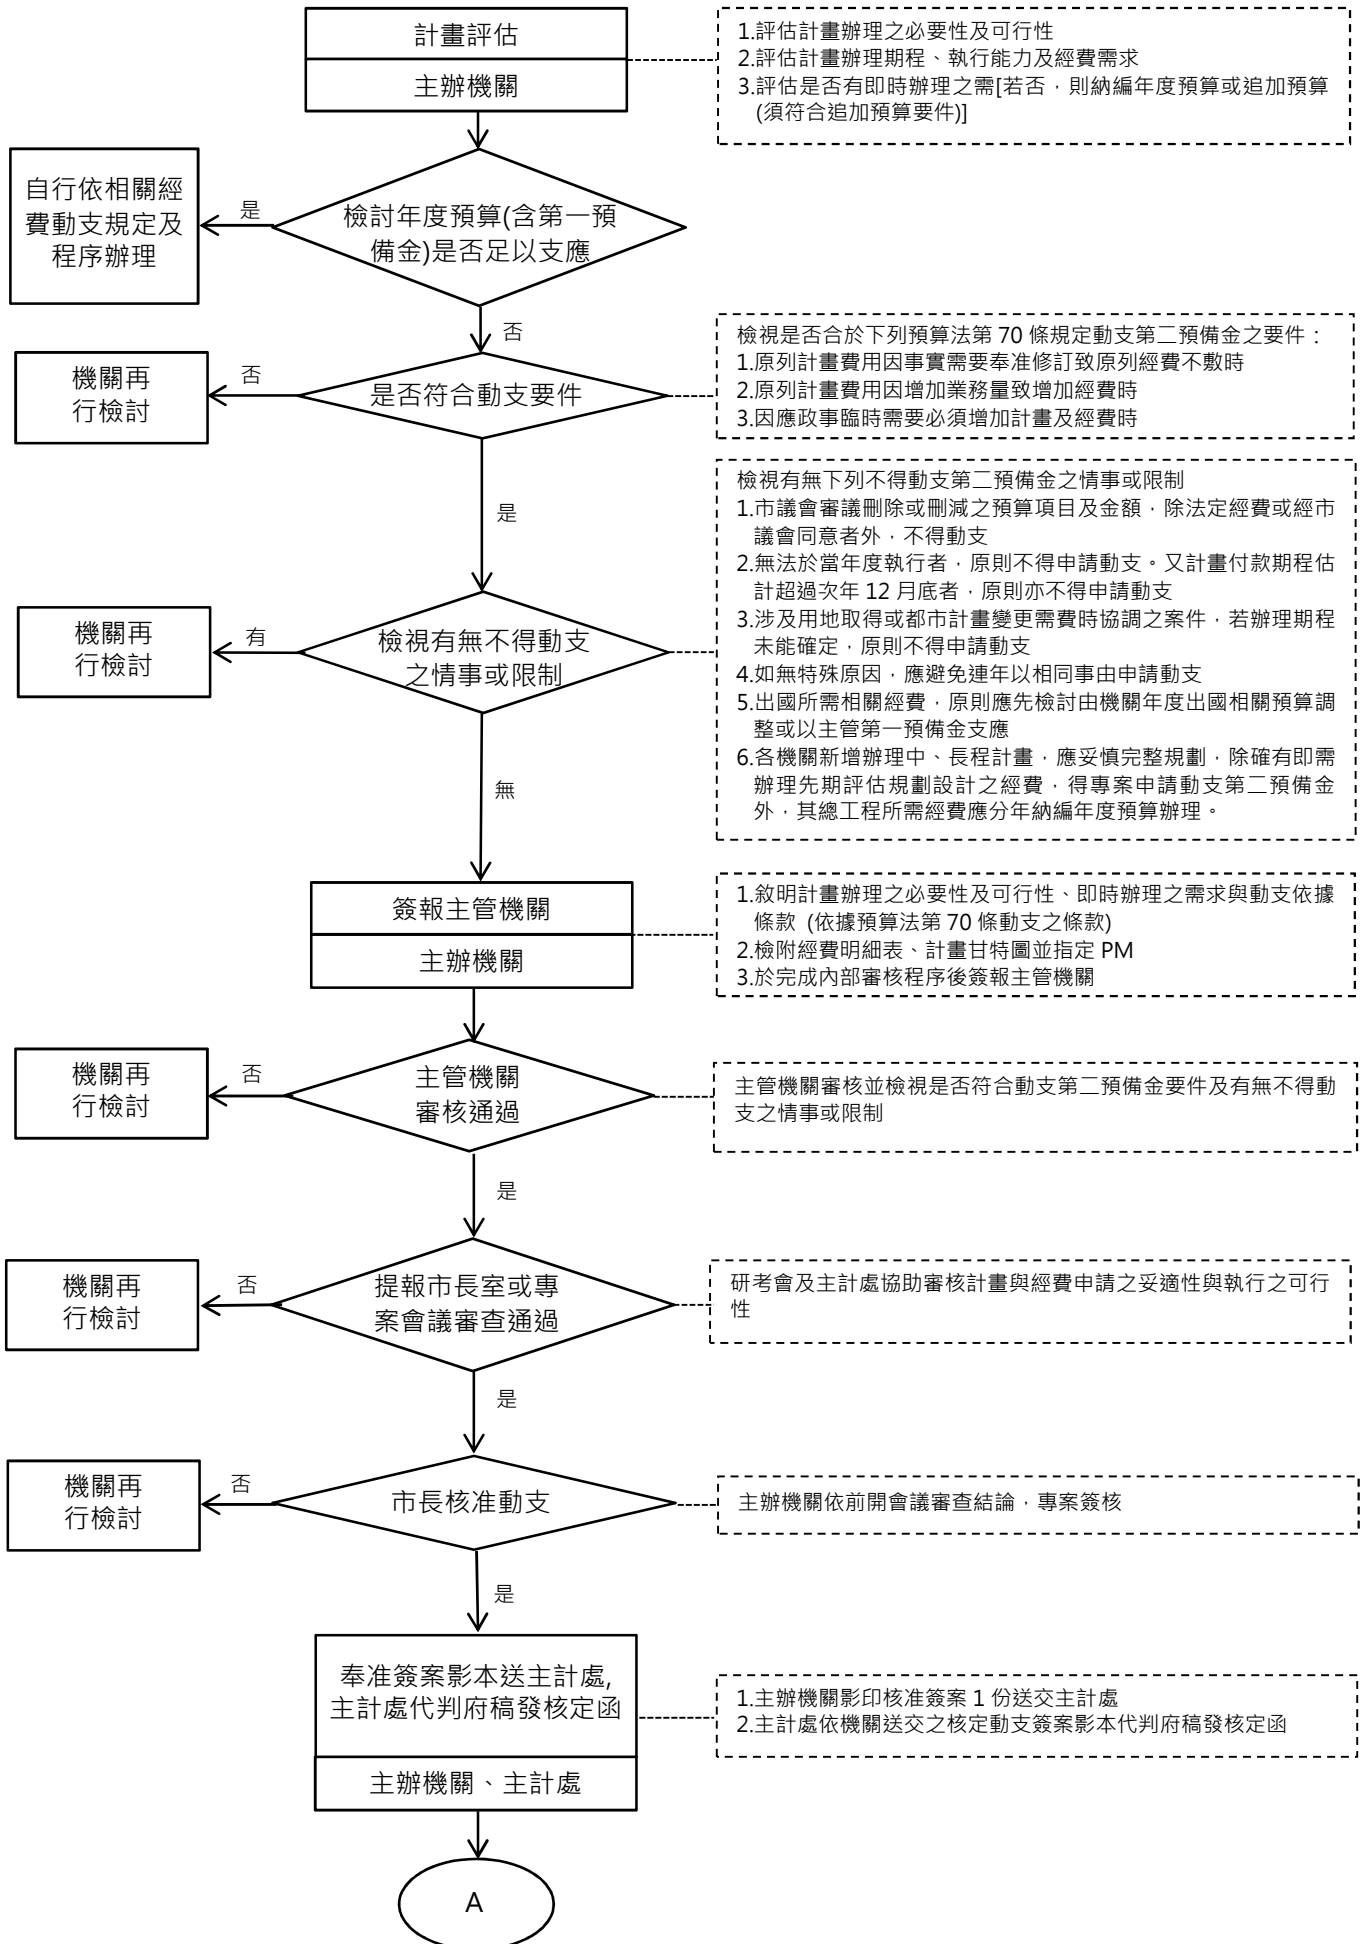 計畫評估
主辦機關
1.評估計畫辦理之必要性及可行性
2.評估計畫辦理期程、執行能力及經費需求
3.評估是否有即時辦理之需[若否，則納編年度預算或追加預算
(須符合追加預算要件)]
檢討年度預算(含第一預
備金)是否足以支應
是
自行依相關經
費動支規定及
程序辦理
否
是否符合動支要件
否
機關再
行檢討
檢視是否合於下列預算法第 70 條規定動支第二預備金之要件：
1.原列計畫費用因事實需要奉准修訂致原列經費不敷時
2.原列計畫費用因增加業務量致增加經費時
3.因應政事臨時需要必須增加計畫及經費時
是
檢視有無不得動支
之情事或限制
有
機關再
行檢討
檢視有無下列不得動支第二預備金之情事或限制
1.市議會審議刪除或刪減之預算項目及金額，除法定經費或經市
議會同意者外，不得動支
2.無法於當年度執行者，原則不得申請動支。又計畫付款期程估
計超過次年 12 月底者，原則亦不得申請動支
3.涉及用地取得或都市計畫變更需費時協調之案件，若辦理期程
未能確定，原則不得申請動支
4.如無特殊原因，應避免連年以相同事由申請動支
5.出國所需相關經費，原則應先檢討由機關年度出國相關預算調
整或以主管第一預備金支應
6.各機關新增辦理中、長程計畫，應妥慎完整規劃，除確有即需
辦理先期評估規劃設計之經費，得專案申請動支第二預備金
外，其總工程所需經費應分年納編年度預算辦理。
無
簽報主管機關
主辦機關
1.敘明計畫辦理之必要性及可行性、即時辦理之需求與動支依據
條款 (依據預算法第 70 條動支之條款)
2.檢附經費明細表、計畫甘特圖並指定 PM
3.於完成內部審核程序後簽報主管機關
主管機關
審核通過
否
機關再
行檢討
主管機關審核並檢視是否符合動支第二預備金要件及有無不得動
支之情事或限制
是
提報市長室或專
案會議審查通過
否
機關再
行檢討
研考會及主計處協助審核計畫與經費申請之妥適性與執行之可行
性
是
市長核准動支
否
機關再
行檢討
主辦機關依前開會議審查結論，專案簽核
是
奉准簽案影本送主計處,
主計處代判府稿發核定函
主辦機關、主計處
1.主辦機關影印核准簽案 1 份送交主計處
2.主計處依機關送交之核定動支簽案影本代判府稿發核定函
A